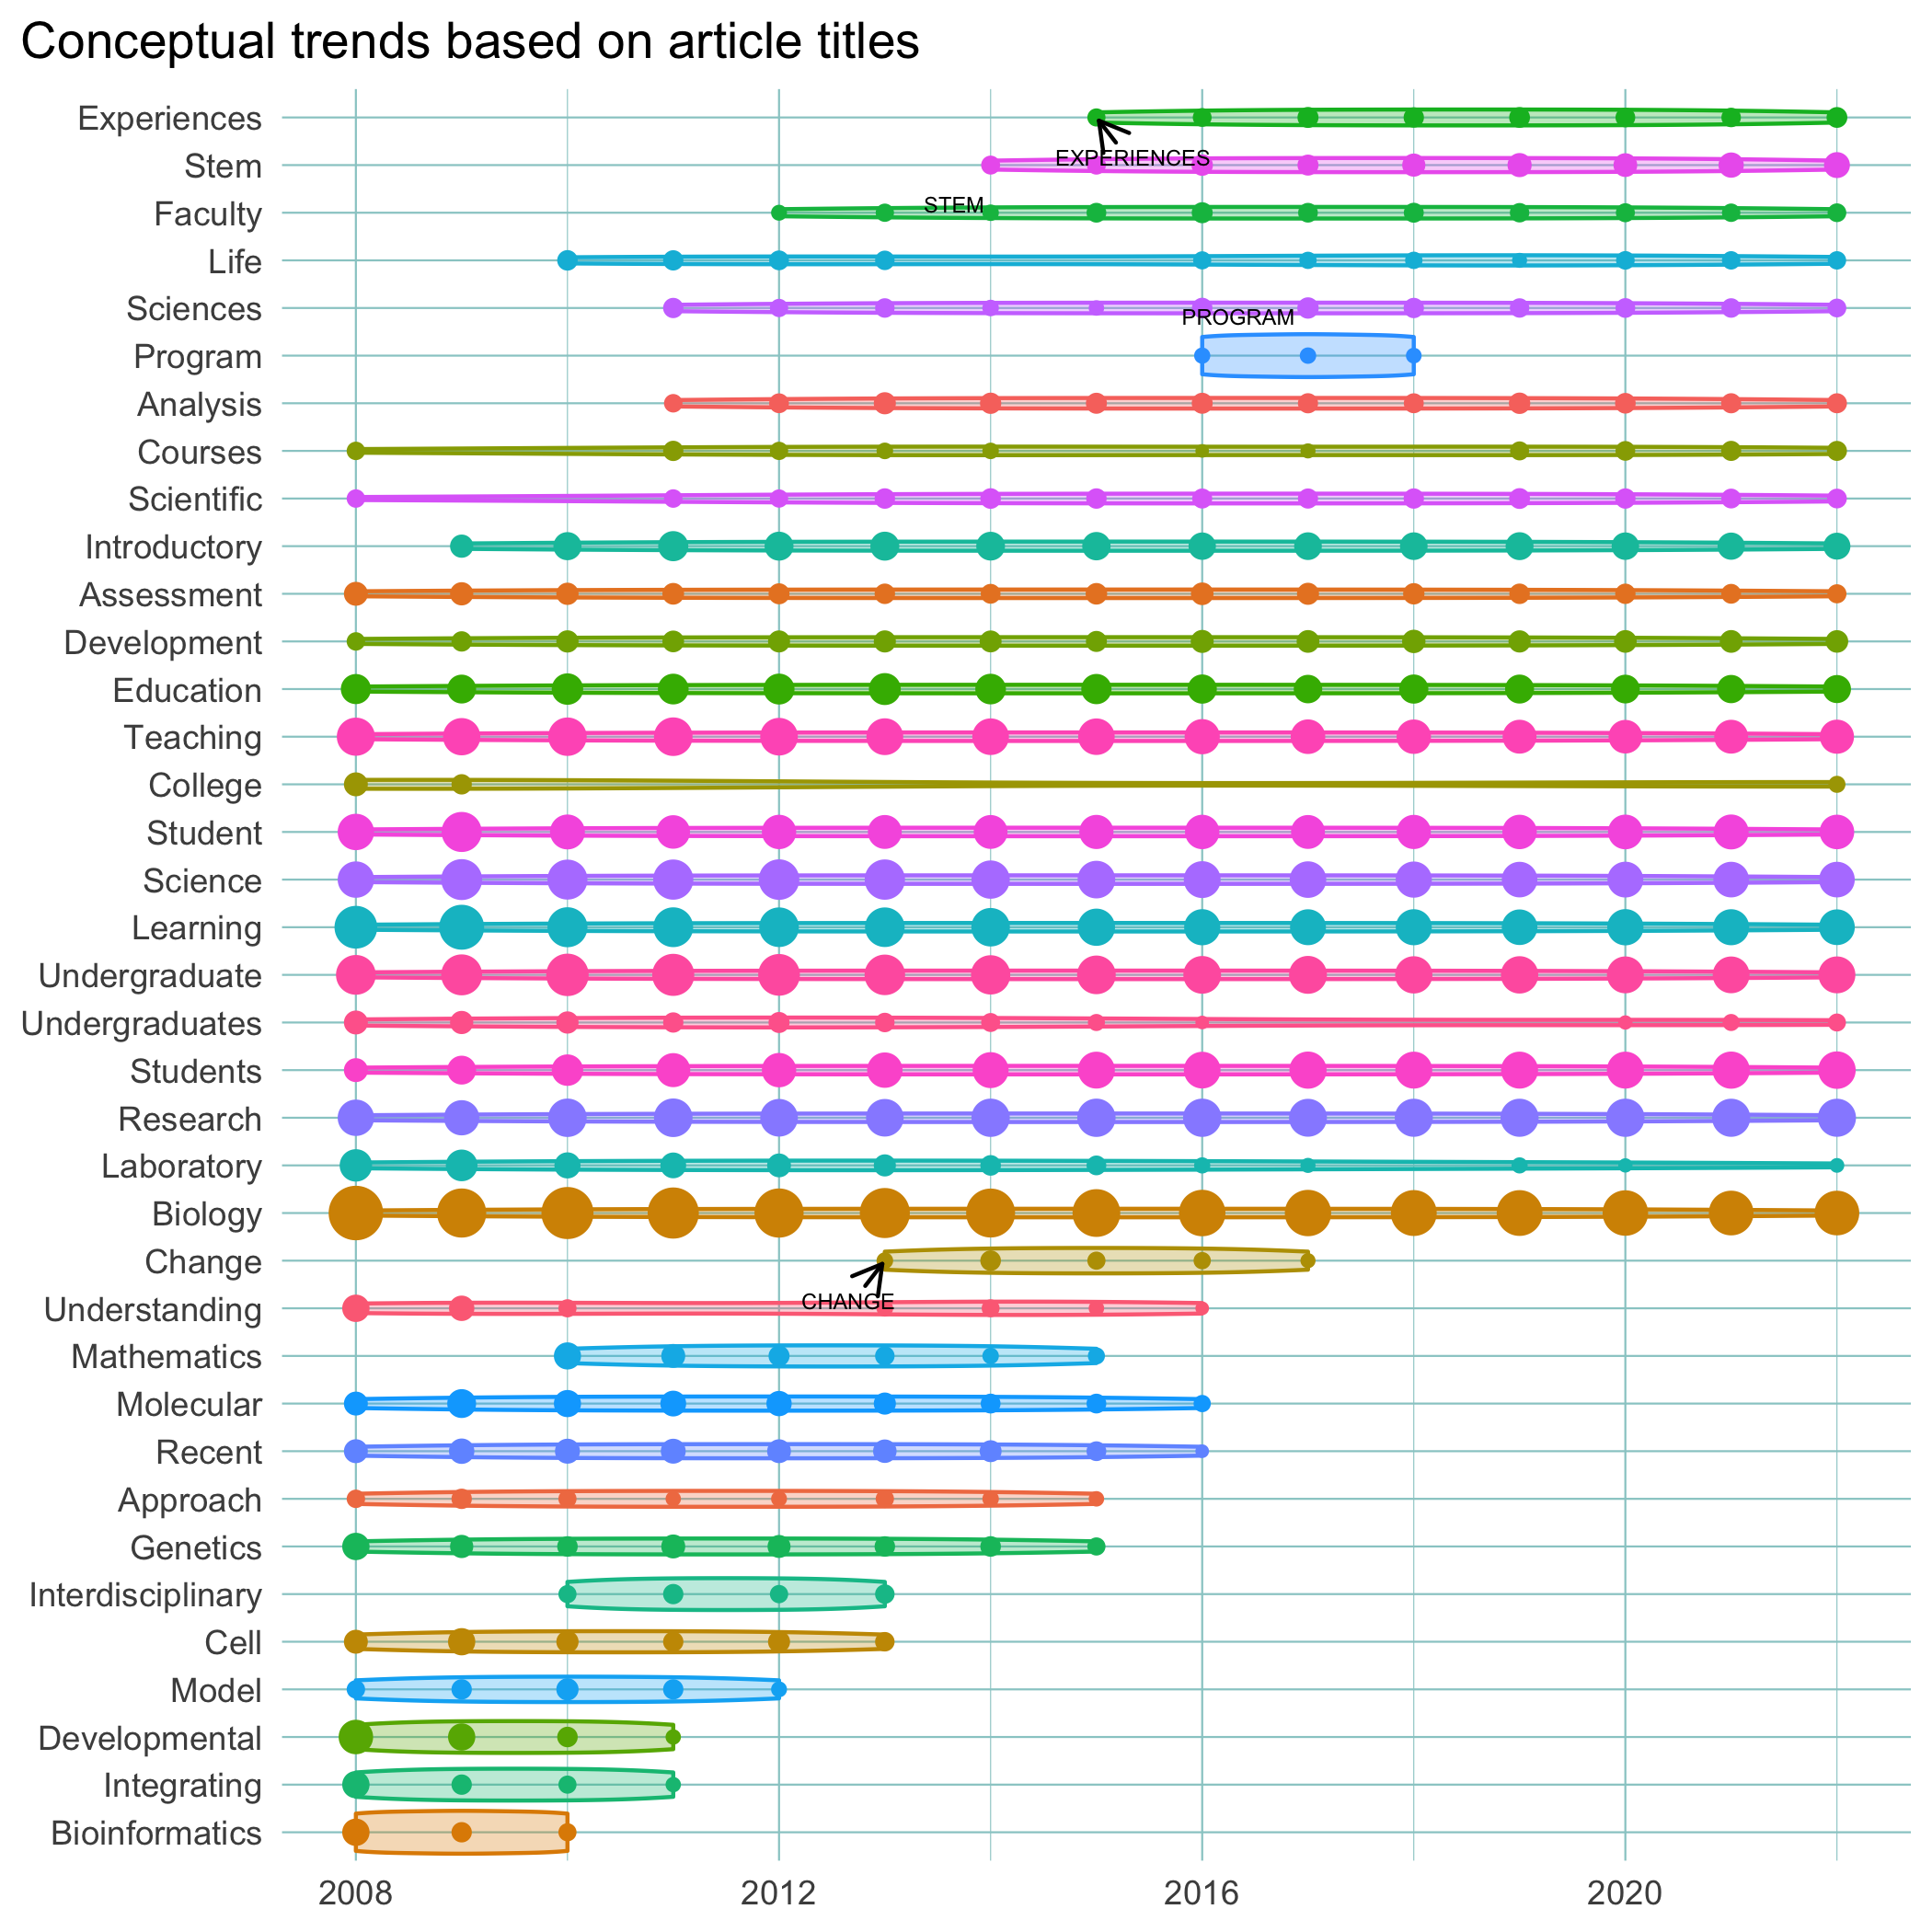 Conceptual trends based on article titles
Experiences
EXPERIENCES
Stem
STEM
Faculty
Life
Sciences
PROGRAM
Program
Analysis
Courses
Scientific
Introductory
Assessment
Development
Education
Teaching
College
Student
Science
Learning
Undergraduate
Undergraduates
Students
Research
Laboratory
Biology
Change
CHANGE
Understanding
Mathematics
Molecular
Recent
Approach
Genetics
Interdisciplinary
Cell
Model
Developmental
Integrating
Bioinformatics
2008 2012 2016 2020